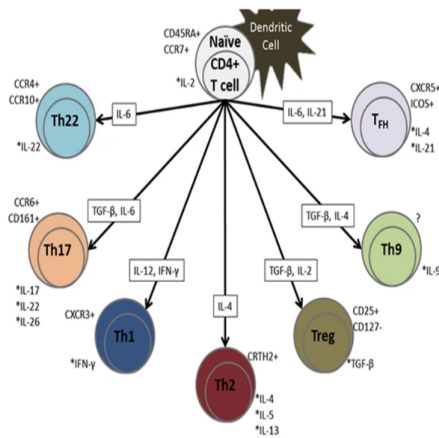 CD45RA+
CCR7+
Naïve
CD4+
T cell
*IL-2
Dendritic
Cell
CCR4+
CCR10+
Th22
*IL-22
IL-6
IL-6, IL-21
CXCR5+
ICOS+
TFH
*IL-4
*IL-21
CCR6+
CD161+
Th17
*IL-17
*IL-22
*IL-26
TGF-β, IL-6
TGF-β, IL-4
?
Th9
*IL-9
IL-12, IFN-γ
TGF-β, IL-2
CXCR3+
Th1
*IFN-γ
IL-4
CD25+
CD127-
Treg
*TGF-β
CRTH2+
Th2
*IL-4
*IL-5
*IL-13